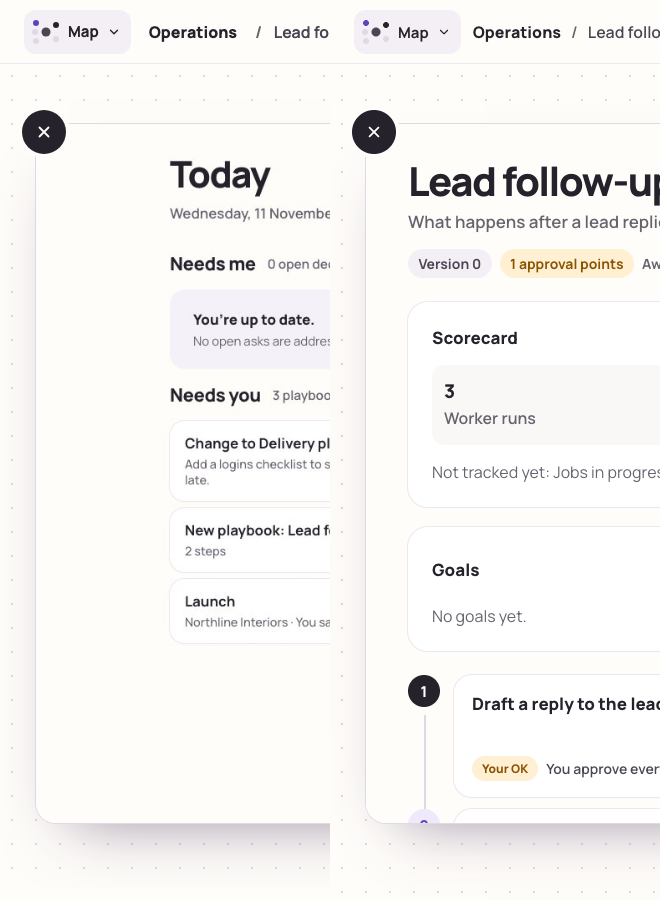 Map
Operations / Lead fo
Today
Wednesday, 11 Novembe
Needs me 0 open dec
You're up to date.
No open asks are addres
Needs you 3 playboo
Change to Delivery pl
Add a logins checklist to s
late.
New playbook: Lead f
2 steps
Launch
Northline Interiors · You sa
Map
Operations / Lead follo
Lead follow-up
What happens after a lead replie
Version 0 1 approval points Aw
Scorecard
3
Worker runs
Not tracked yet: Jobs in progres
Goals
No goals yet.
1 Draft a reply to the lead
Your OK You approve ever